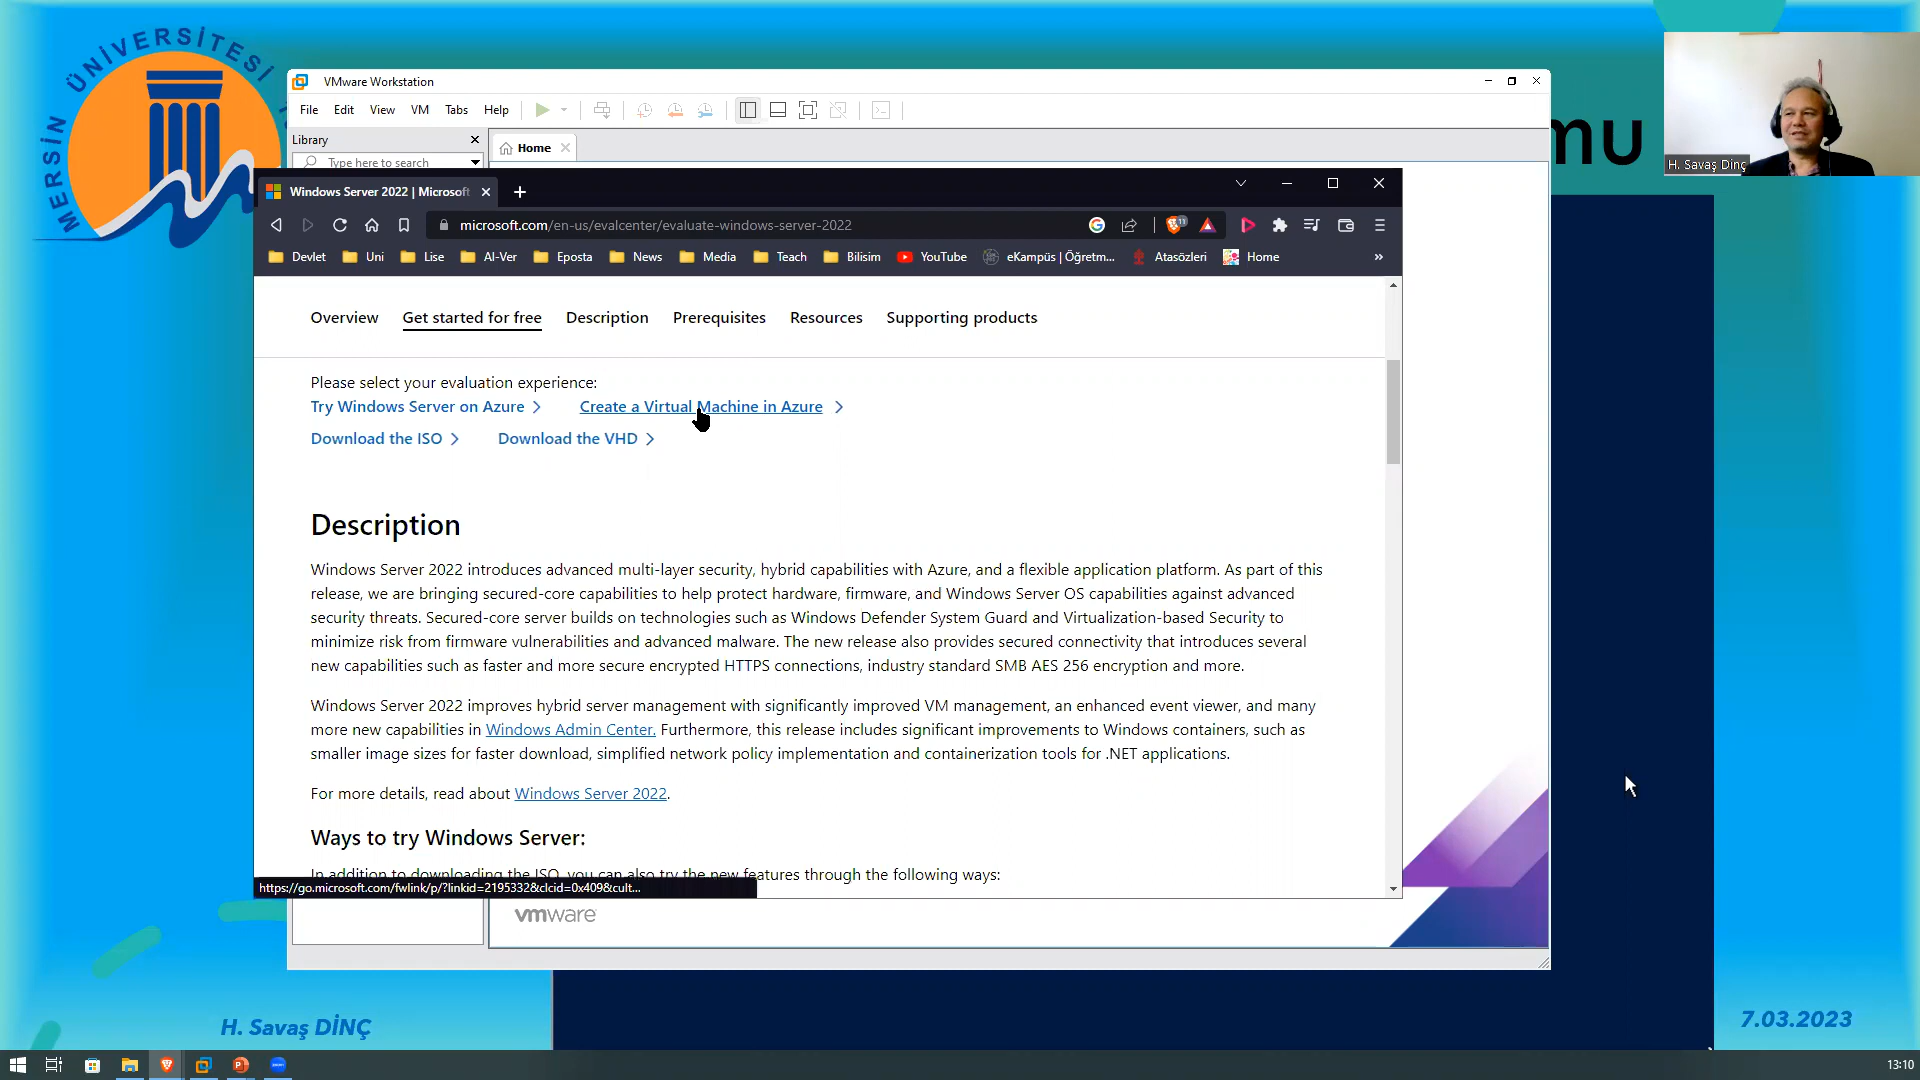 MERSİN ÜNİVERSİTESİ
VMware Workstation
File Edit View VM Tabs Help
Library
Type here to search
Home
mu
H. Savaş Dinç
Windows Server 2022 | Microsoft
microsoft.com/en-us/evalcenter/evaluate-windows-server-2022
11
Devlet Uni Lise Al-Ver Eposta News Media Teach Bilisim YouTube eKampüs | Öğretm... Atasözleri Home »
Overview Get started for free Description Prerequisites Resources Supporting products
Please select your evaluation experience:
Try Windows Server on Azure Create a Virtual Machine in Azure
Download the ISO Download the VHD
Description
Windows Server 2022 introduces advanced multi-layer security, hybrid capabilities with Azure, and a flexible application platform. As part of this
release, we are bringing secured-core capabilities to help protect hardware, firmware, and Windows Server OS capabilities against advanced
security threats. Secured-core server builds on technologies such as Windows Defender System Guard and Virtualization-based Security to
minimize risk from firmware vulnerabilities and advanced malware. The new release also provides secured connectivity that introduces several
new capabilities such as faster and more secure encrypted HTTPS connections, industry standard SMB AES 256 encryption and more.
Windows Server 2022 improves hybrid server management with significantly improved VM management, an enhanced event viewer, and many
more new capabilities in Windows Admin Center. Furthermore, this release includes significant improvements to Windows containers, such as
smaller image sizes for faster download, simplified network policy implementation and containerization tools for .NET applications.
For more details, read about Windows Server 2022.
Ways to try Windows Server:
In addition to downloading the ISO, you can also try the new features through the following ways:
https://go.microsoft.com/fwlink/p/?linkid=2195332&clcid=0x409&cult...
vmware
H. Savaş DİNÇ
7.03.2023
13:10